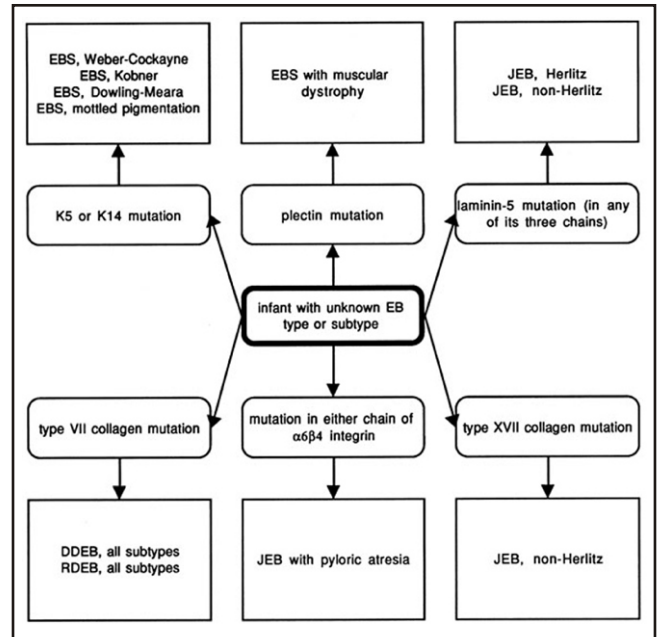 EBS, Weber-Cockayne
EBS, Kobner
EBS, Dowling-Meara
EBS, mottled pigmentation
EBS with muscular
dystrophy
JEB, Herlitz
JEB, non-Herlitz
K5 or K14 mutation
plectin mutation
laminin-5 mutation (in any
of its three chains)
infant with unknown EB
type or subtype
type VII collagen mutation
mutation in either chain of
α6β4 integrin
type XVII collagen mutation
DDEB, all subtypes
RDEB, all subtypes
JEB with pyloric atresia
JEB, non-Herlitz